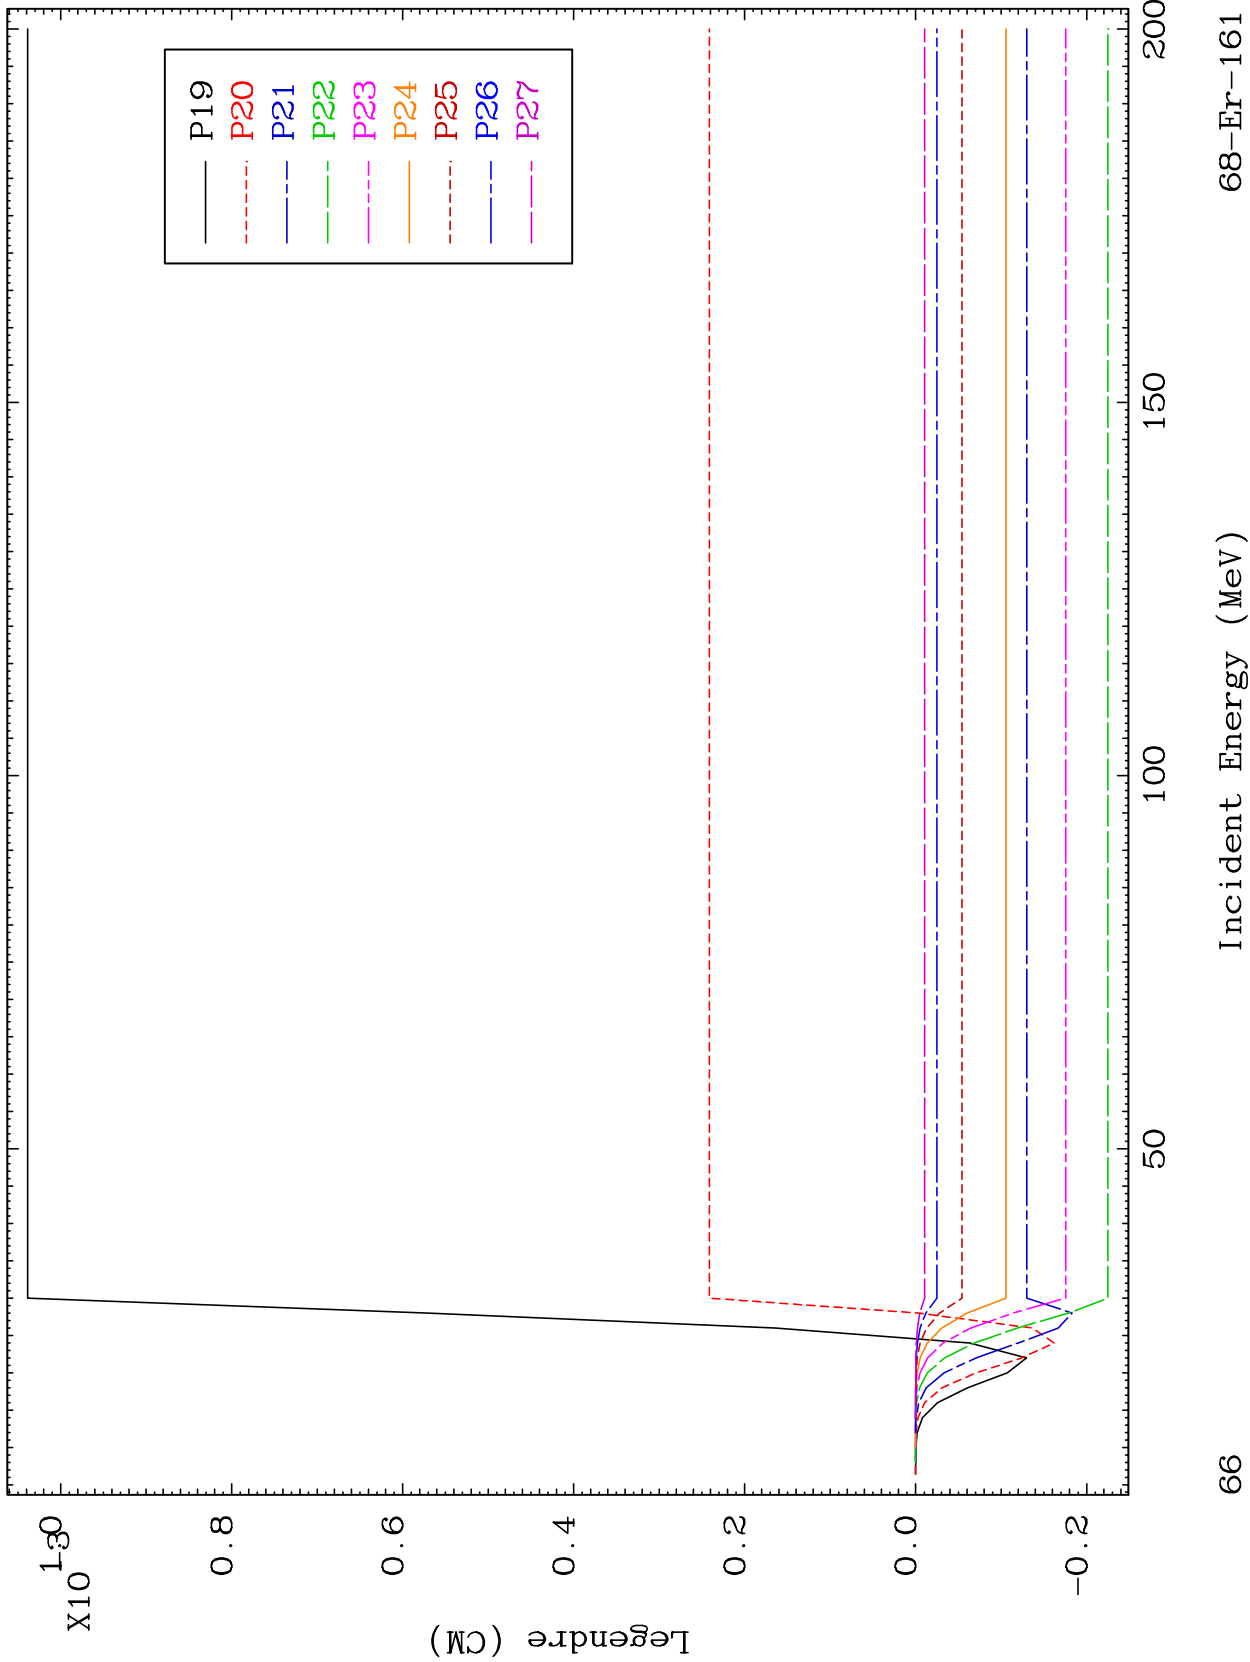 X10
-3
1.0
0.8
0.6
0.4
0.2
0.0
-0.2
Legendre (CM)
P19
P20
P21
P22
P23
P24
P25
P26
P27
50
100
150
200
Incident Energy (MeV)
66
68-Er-161